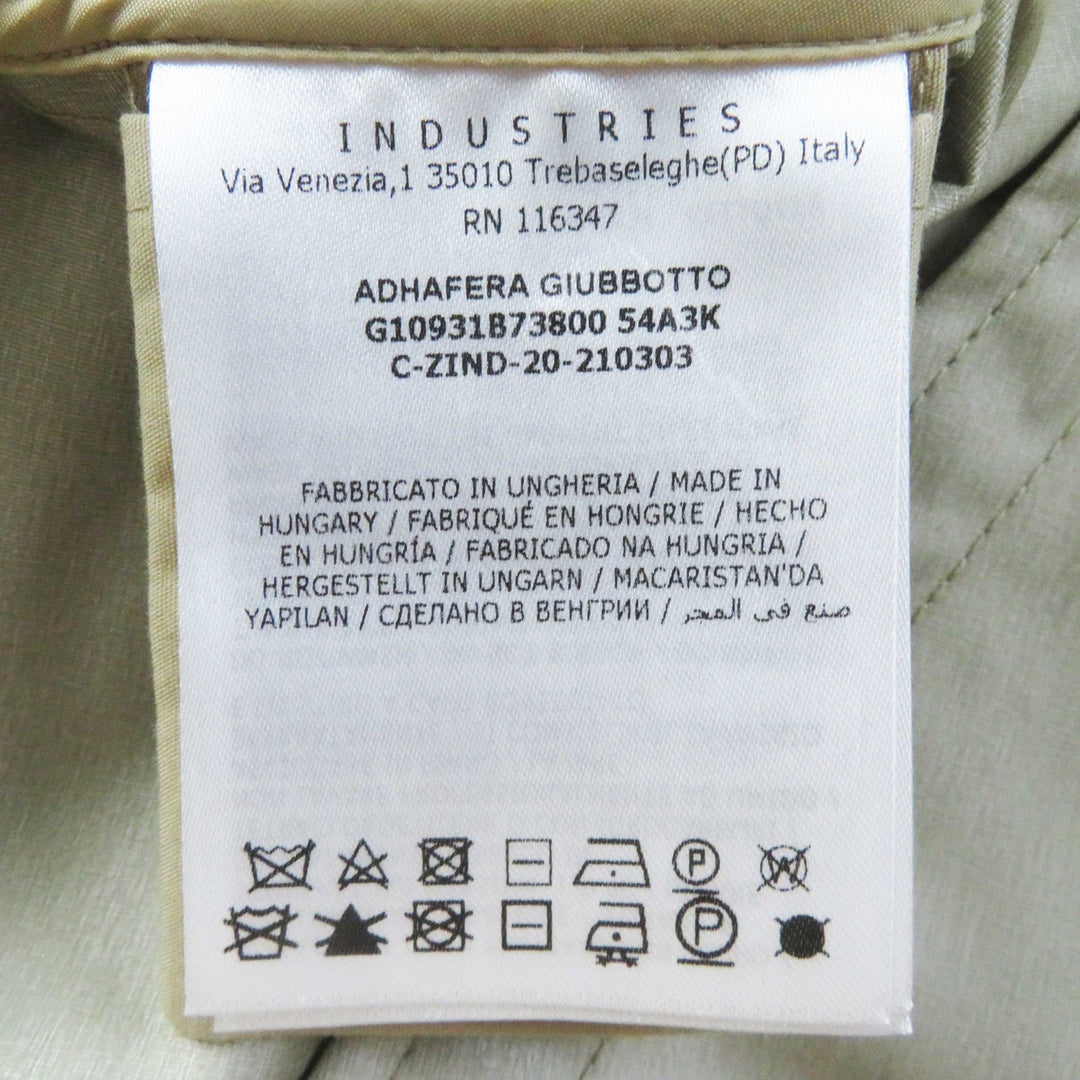 INDUSTRIES
Via Venezia,1 35010 Trebaseleghe(PD) Italy
RN 116347
ADHAFERA GIUBBOTTO
G10931B73800 54A3K
C-ZIND-20-210303
FABBRICATO IN UNGHERIA / MADE IN
HUNGARY / FABRIQUÉ EN HONGRIE / HECHO
EN HUNGRÍA / FABRICADO NA HUNGRIA /
HERGESTELLT IN UNGARN / MACARISTAN'DA
YAPILAN / СДЕЛАНО В ВЕНГРИИ / صنع في المجر
P W
P